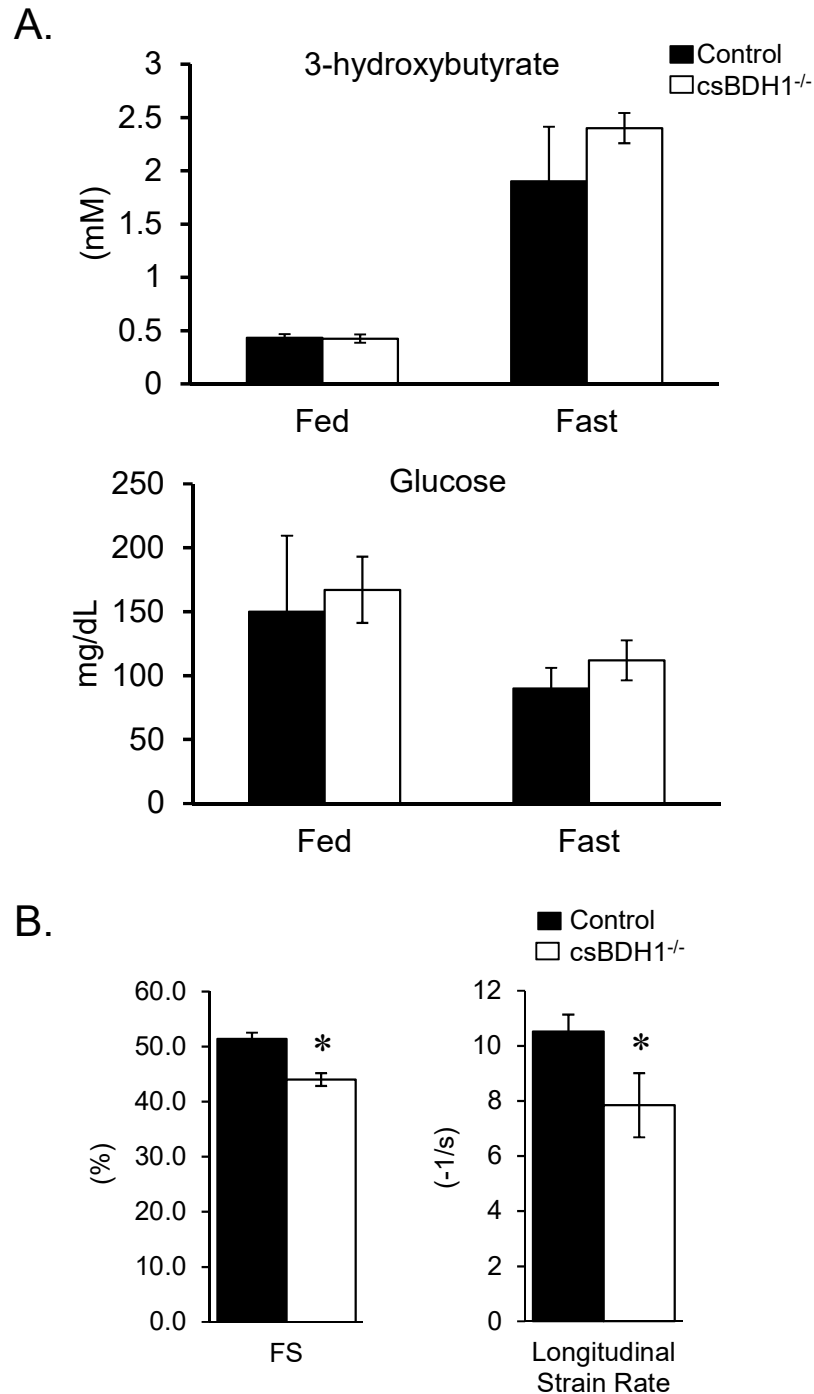 A.
3-hydroxybutyrate
Control
csBDH1-/-
3
2.5
2
1.5
1
0.5
0
(mM)
Fed
Fast
Glucose
250
200
150
100
50
0
mg/dL
Fed
Fast
B.
Control
csBDH1-/-
60.0
50.0
40.0
30.0
20.0
10.0
0.0
(%)
*
FS
12
10
8
6
4
2
0
(-1/s)
*
Longitudinal
Strain Rate